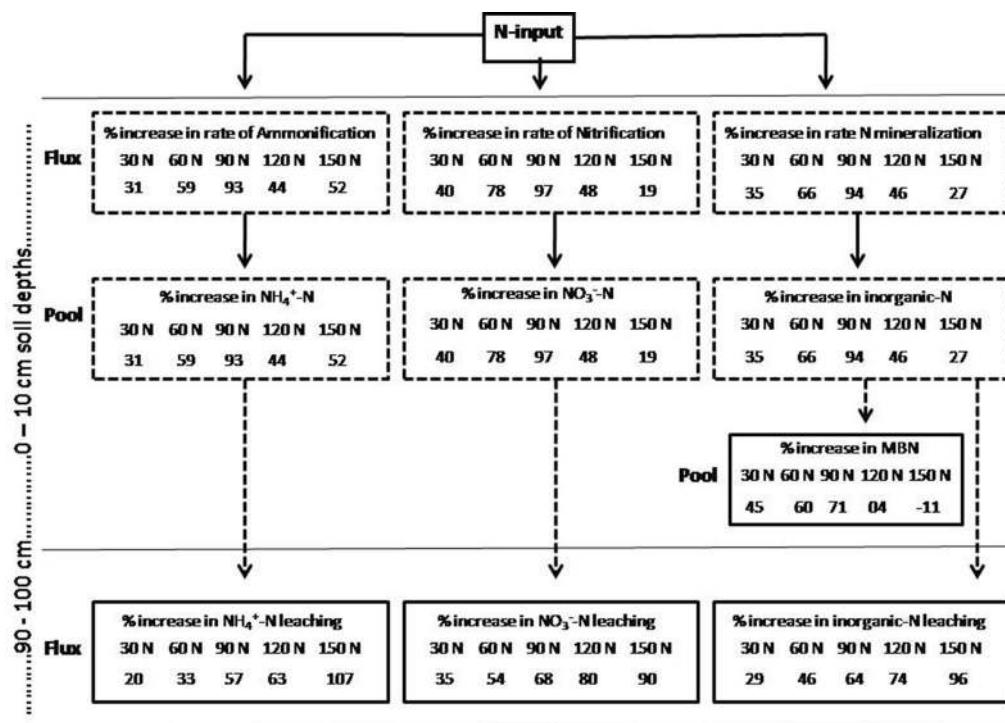 N-input
% increase in rate of Ammonification
30 N 60 N 90 N 120 N 150 N
31 59 93 44 52
% increase in rate of Nitrification
30 N 60 N 90 N 120 N 150 N
40 78 97 48 19
% increase in rate N mineralization
30 N 60 N 90 N 120 N 150 N
35 66 94 46 27
Flux
% increase in NH₄⁺-N
30 N 60 N 90 N 120 N 150 N
31 59 93 44 52
% increase in NO₃⁻-N
30 N 60 N 90 N 120 N 150 N
40 78 97 48 19
% increase in inorganic-N
30 N 60 N 90 N 120 N 150 N
35 66 94 46 27
Pool
% increase in MBN
30 N 60 N 90 N 120 N 150 N
45 60 71 04 -11
Pool
% increase in NH₄⁺-N leaching
30 N 60 N 90 N 120 N 150 N
20 33 57 63 107
% increase in NO₃⁻-N leaching
30 N 60 N 90 N 120 N 150 N
35 54 68 80 90
% increase in inorganic-N leaching
30 N 60 N 90 N 120 N 150 N
29 46 64 74 96
Flux
........90 - 100 cm...............0 – 10 cm soil depths...............